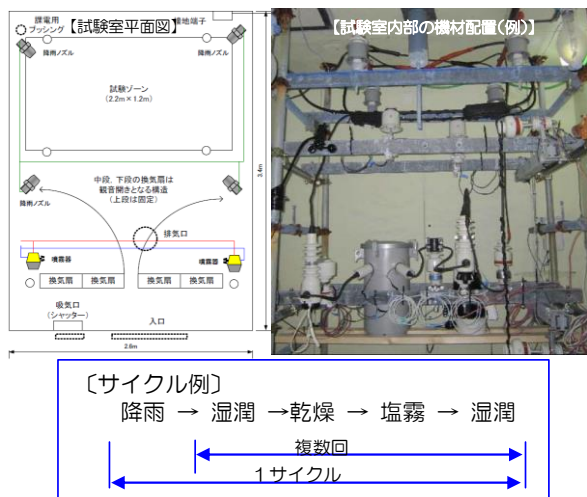 課電用
ブッシング
【試験室平面図】
接地端子
降雨ノズル
降雨ノズル
試験ゾーン
(2.2m×1.2m)
3.4m
中段、下段の換気扇は
観音開きとなる構造
(上段は固定)
降雨ノズル
排気口
噴霧器
噴霧器
換気扇
換気扇
換気扇
換気扇
吸気口
(シャッター)
入口
2.8m
【試験室内部の機材配置(例)】
〔サイクル例〕
降雨 → 湿潤 →乾燥 → 塩霧 → 湿潤
複数回
1サイクル